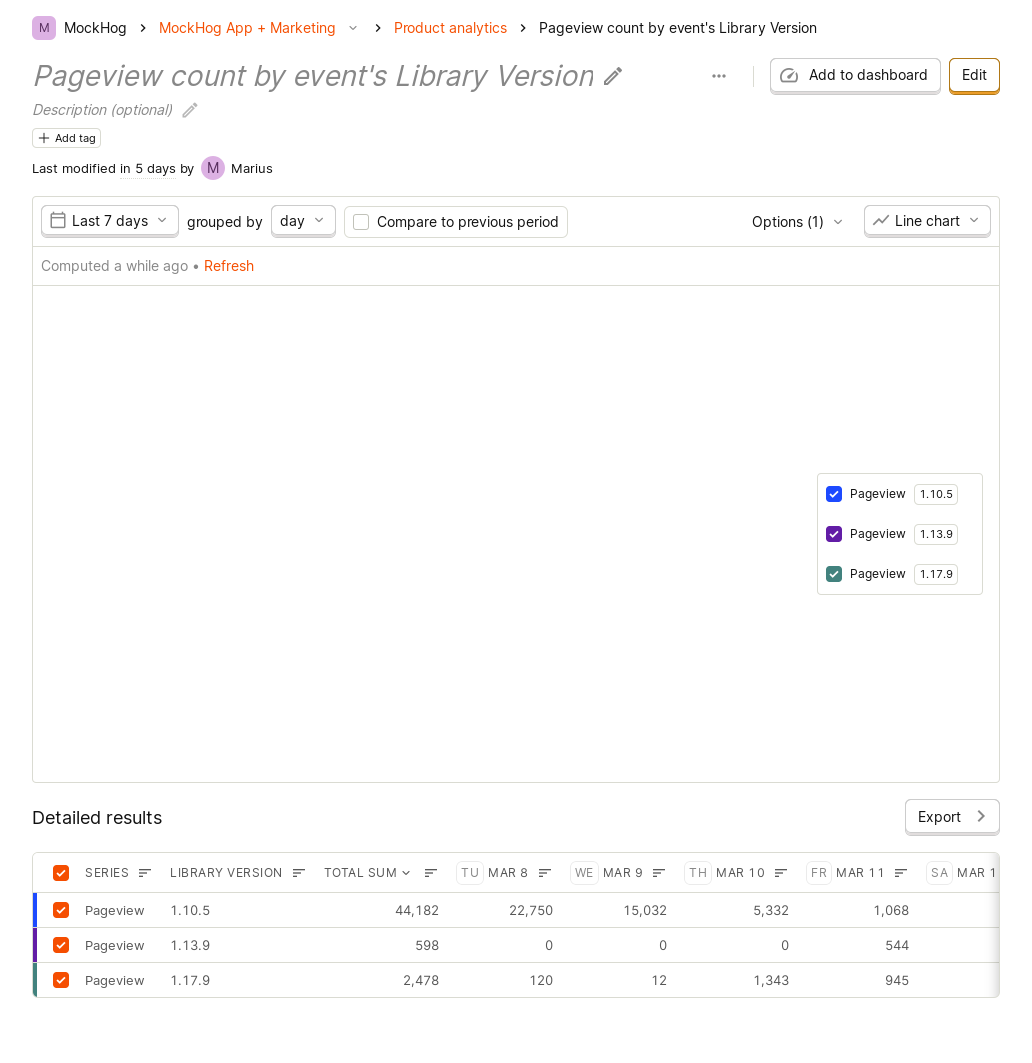 M MockHog MockHog App + Marketing Product analytics Pageview count by event's Library Version
Pageview count by event's Library Version
Add to dashboard Edit
Description (optional)
Add tag
Last modified in 5 days by M Marius
Last 7 days grouped by day Compare to previous period Options (1) Line chart
Computed a while ago • Refresh
Pageview 1.10.5
Pageview 1.13.9
Pageview 1.17.9
Detailed results Export
SERIES LIBRARY VERSION TOTAL SUM TU MAR 8 WE MAR 9 TH MAR 10 FR MAR 11 SA MAR 1
Pageview 1.10.5 44,182 22,750 15,032 5,332 1,068
Pageview 1.13.9 598 0 0 0 544
Pageview 1.17.9 2,478 120 12 1,343 945